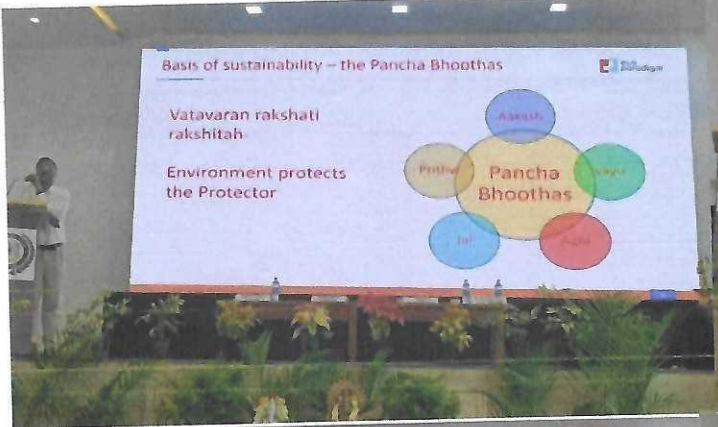 Basis of sustainability – the Pancha Bhoothas
Vatavaran rakshati
rakshitah
Environment protects
the Protector
Aakash
Prithvi
Pancha
Bhoothas
Vayu
Jal
Agni